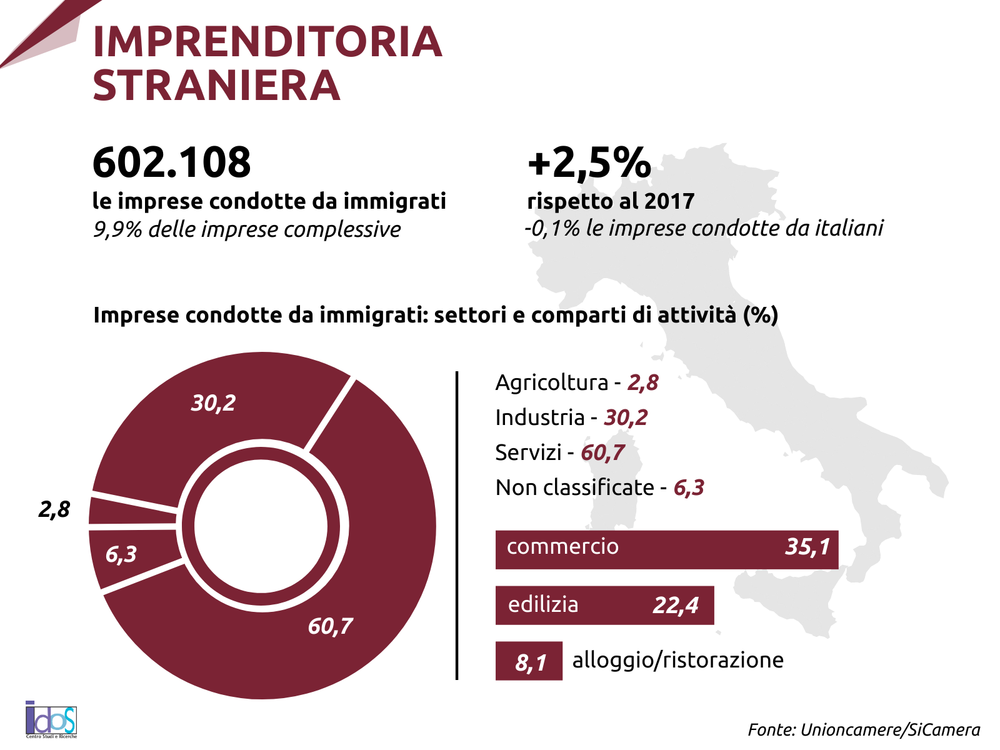 IMPRENDITORIA
STRANIERA
602.108
le imprese condotte da immigrati
9,9% delle imprese complessive
+2,5%
rispetto al 2017
-0,1% le imprese condotte da italiani
Imprese condotte da immigrati: settori e comparti di attività (%)
30,2
2,8
6,3
60,7
Agricoltura - 2,8
Industria - 30,2
Servizi - 60,7
Non classificate - 6,3
commercio 35,1
edilizia 22,4
8,1 alloggio/ristorazione
idos
Centro Studi e Ricerche
Fonte: Unioncamere/SiCamera